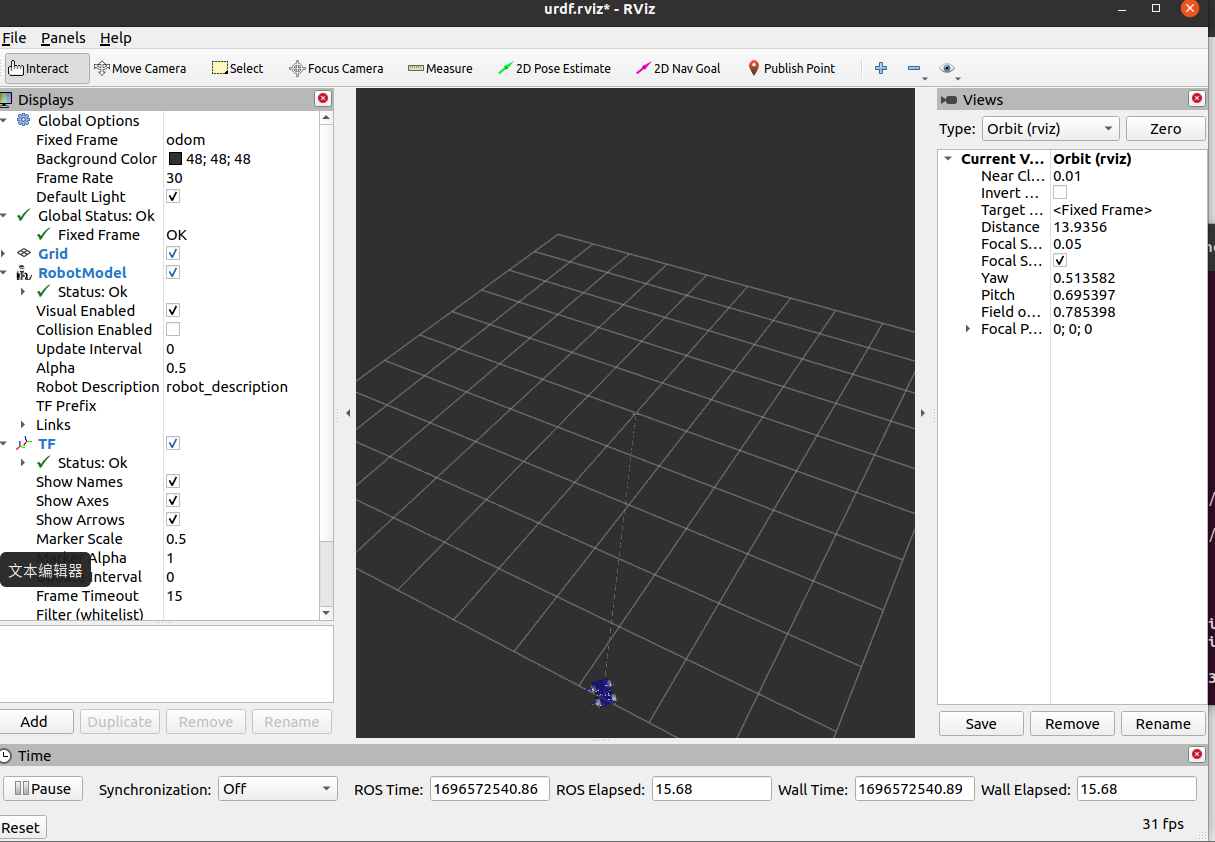 urdf.rviz* - RViz
File Panels Help
Interact Move Camera Select Focus Camera Measure 2D Pose Estimate 2D Nav Goal Publish Point
Displays
Global Options
Fixed Frame odom
Background Color 48; 48; 48
Frame Rate 30
Default Light
Global Status: Ok
Fixed Frame OK
Grid
RobotModel
Status: Ok
Visual Enabled
Collision Enabled
Update Interval 0
Alpha 0.5
Robot Description robot_description
TF Prefix
Links
TF
Status: Ok
Show Names
Show Axes
Show Arrows
Marker Scale 0.5
Alpha 1
文本编辑器
Interval 0
Frame Timeout 15
Filter (whitelist)
Add Duplicate Remove Rename
Views
Type: Orbit (rviz) Zero
Current V... Orbit (rviz)
Near Cl... 0.01
Invert ...
Target ... <Fixed Frame>
Distance 13.9356
Focal S... 0.05
Focal S...
Yaw 0.513582
Pitch 0.695397
Field o... 0.785398
Focal P... 0; 0; 0
Save Remove Rename
Time
Pause Synchronization: Off ROS Time: 1696572540.86 ROS Elapsed: 15.68 Wall Time: 1696572540.89 Wall Elapsed: 15.68
Reset 31 fps